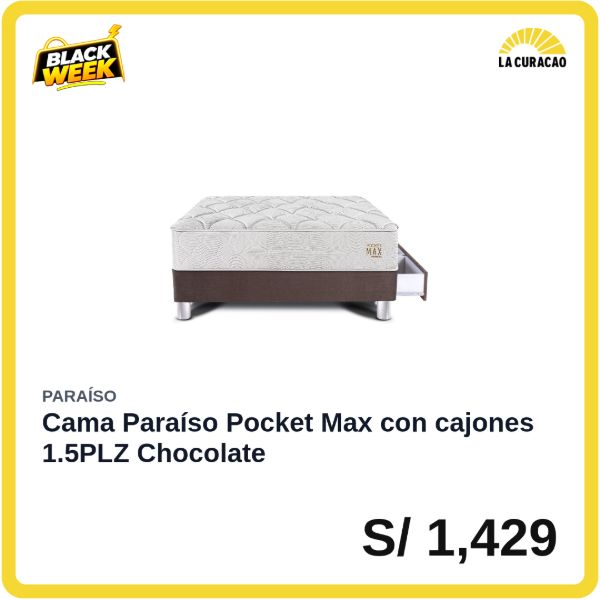 BLACK
WEEK
LA CURACAO
POCKET
MAX
PARAÍSO
Cama Paraíso Pocket Max con cajones
1.5PLZ Chocolate
S/ 1,429